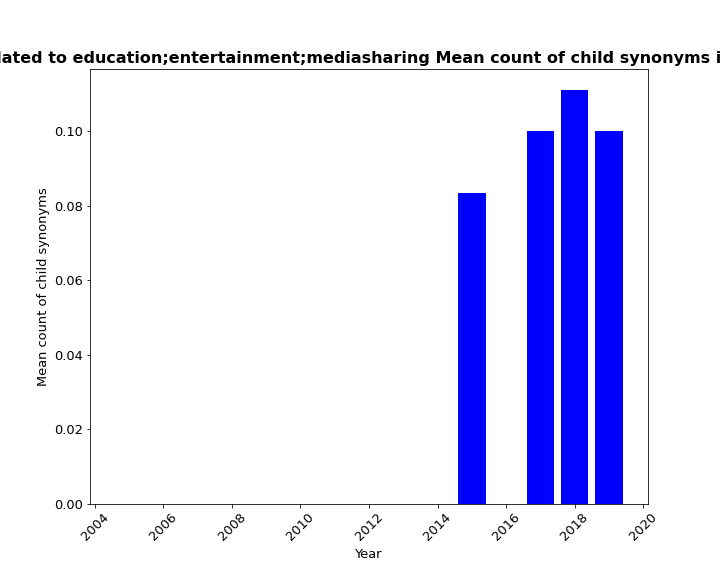 lated to education;entertainment;mediasharing Mean count of child synonyms i
Mean count of child synonyms
0.10
0.08
0.06
0.04
0.02
0.00
2004 2006 2008 2010 2012 2014 2016 2018 2020
Year